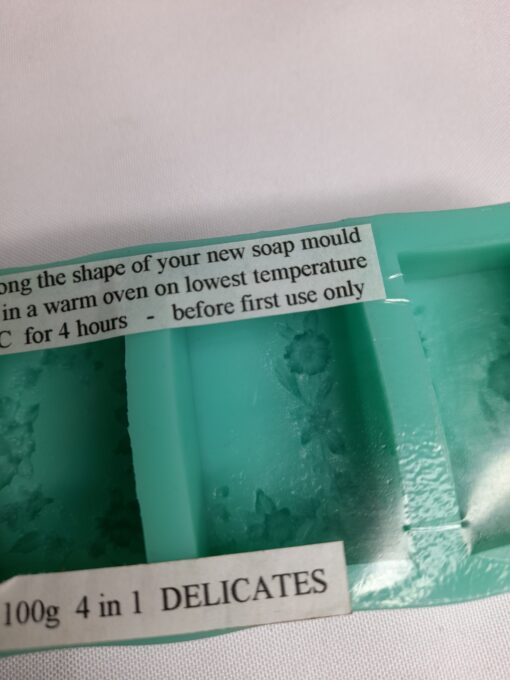 ong the shape of your new soap mould
in a warm oven on lowest temperature
C for 4 hours - before first use only
100g 4 in 1 DELICATES